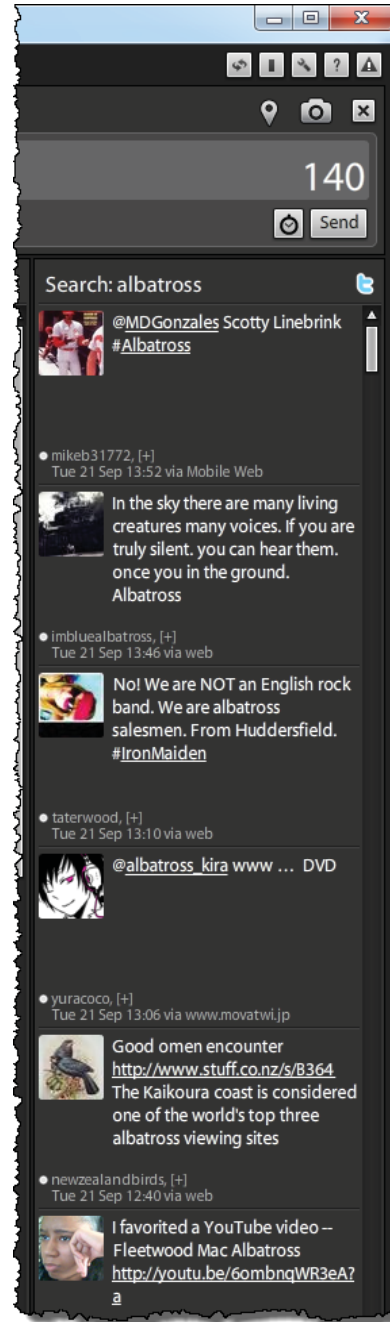 ?
140
Send
Search: albatross
@MDGonzales Scotty Linebrink
#Albatross
mikeb31772, [+]
Tue 21 Sep 13:52 via Mobile Web
In the sky there are many living
creatures many voices. If you are
truly silent. you can hear them.
once you in the ground.
Albatross
imbluealbatross, [+]
Tue 21 Sep 13:46 via web
No! We are NOT an English rock
band. We are albatross
salesmen. From Huddersfield.
#IronMaiden
taterwood, [+]
Tue 21 Sep 13:10 via web
@albatross_kira www … DVD
yuracoco, [+]
Tue 21 Sep 13:06 via www.movatwi.jp
Good omen encounter
http://www.stuff.co.nz/s/B364
The Kaikoura coast is considered
one of the world's top three
albatross viewing sites
newzealandbirds, [+]
Tue 21 Sep 12:40 via web
I favorited a YouTube video --
Fleetwood Mac Albatross
http://youtu.be/6ombnqWR3eA?
a